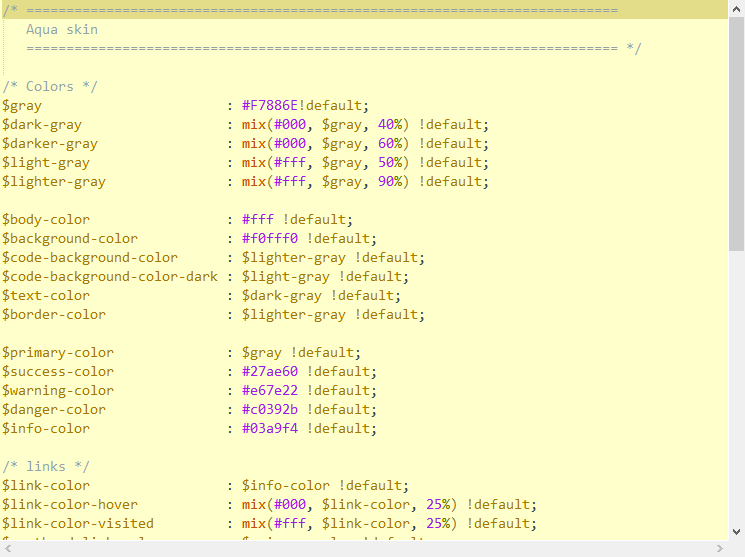 /* ==========================================================================
   Aqua skin
   ========================================================================== */

/* Colors */
$gray                       : #F7886E!default;
$dark-gray                  : mix(#000, $gray, 40%) !default;
$darker-gray                : mix(#000, $gray, 60%) !default;
$light-gray                 : mix(#fff, $gray, 50%) !default;
$lighter-gray               : mix(#fff, $gray, 90%) !default;

$body-color                 : #fff !default;
$background-color           : #f0fff0 !default;
$code-background-color      : $lighter-gray !default;
$code-background-color-dark : $light-gray !default;
$text-color                 : $dark-gray !default;
$border-color               : $lighter-gray !default;

$primary-color              : $gray !default;
$success-color              : #27ae60 !default;
$warning-color              : #e67e22 !default;
$danger-color               : #c0392b !default;
$info-color                 : #03a9f4 !default;

/* links */
$link-color                 : $info-color !default;
$link-color-hover           : mix(#000, $link-color, 25%) !default;
$link-color-visited         : mix(#fff, $link-color, 25%) !default;